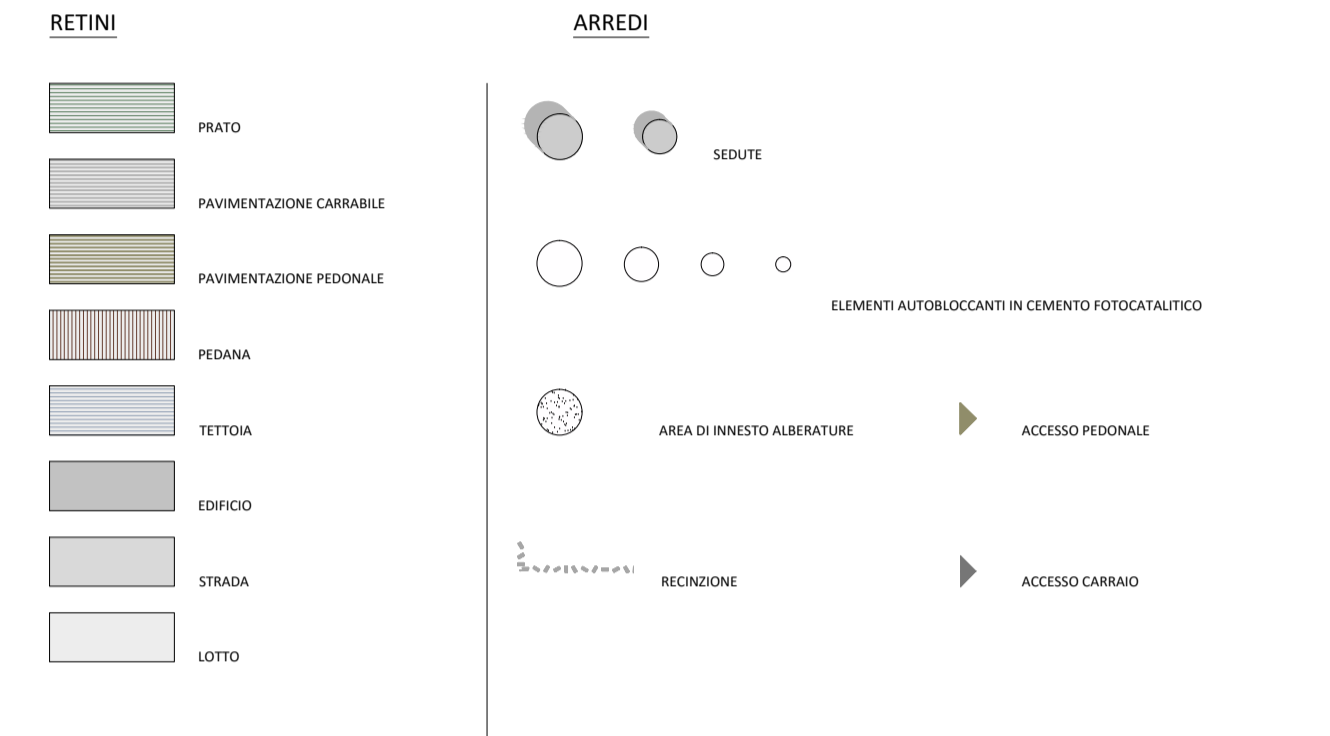 RETINI
PRATO
PAVIMENTAZIONE CARRABILE
PAVIMENTAZIONE PEDONALE
PEDANA
TETTOIA
EDIFICIO
STRADA
LOTTO
ARREDI
SEDUTE
ELEMENTI AUTOBLOCCANTI IN CEMENTO FOTOCATALITICO
AREA DI INNESTO ALBERATURE
ACCESSO PEDONALE
RECINZIONE
ACCESSO CARRAIO